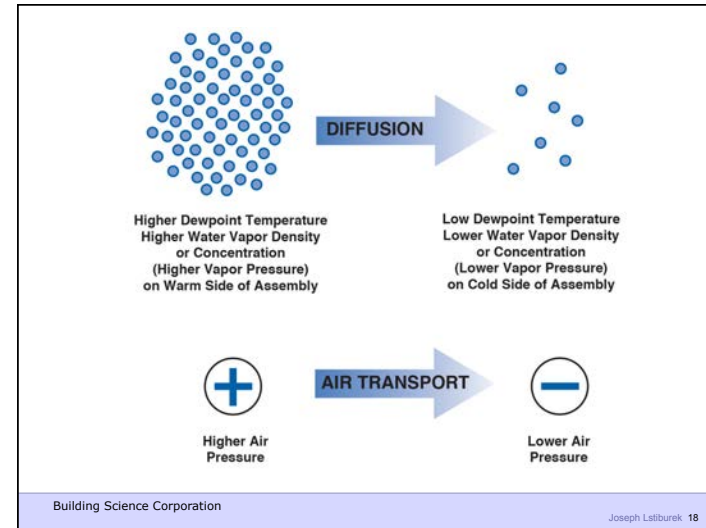 DIFFUSION
Higher Dewpoint Temperature
Higher Water Vapor Density
or Concentration
(Higher Vapor Pressure)
on Warm Side of Assembly
Low Dewpoint Temperature
Lower Water Vapor Density
or Concentration
(Lower Vapor Pressure)
on Cold Side of Assembly
+
AIR TRANSPORT
−
Higher Air
Pressure
Lower Air
Pressure
Building Science Corporation
Joseph Lstiburek 18